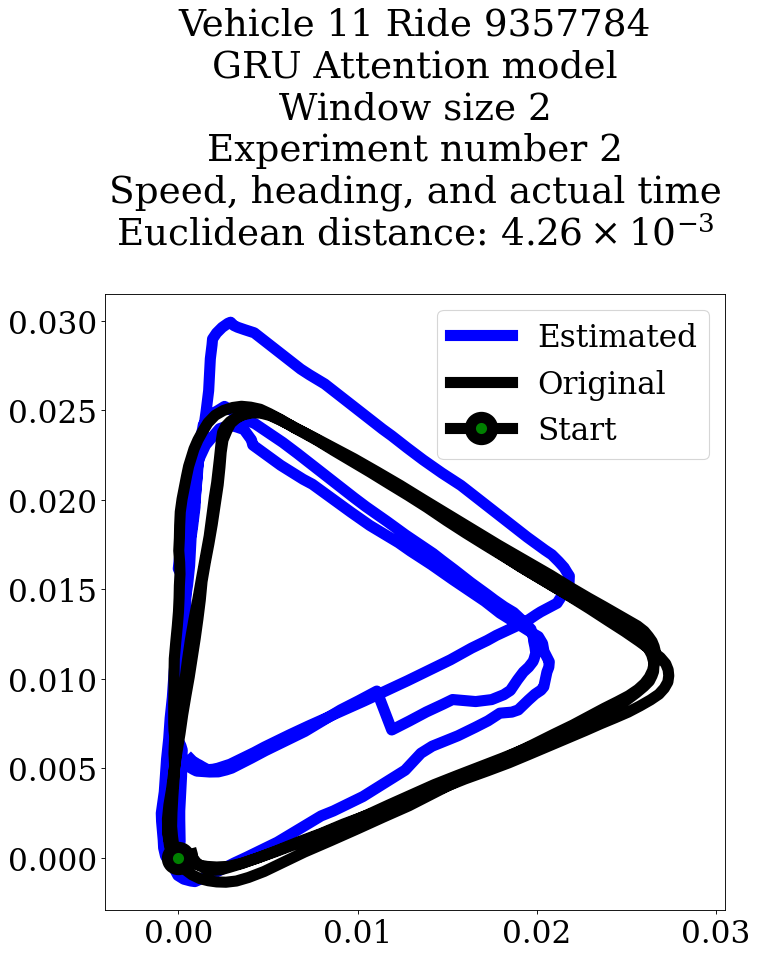 Vehicle 11 Ride 9357784
GRU Attention model
Window size 2
Experiment number 2
Speed, heading, and actual time
Euclidean distance: 4.26 × 10⁻³
Estimated
Original
Start
0.030
0.025
0.020
0.015
0.010
0.005
0.000
0.00 0.01 0.02 0.03